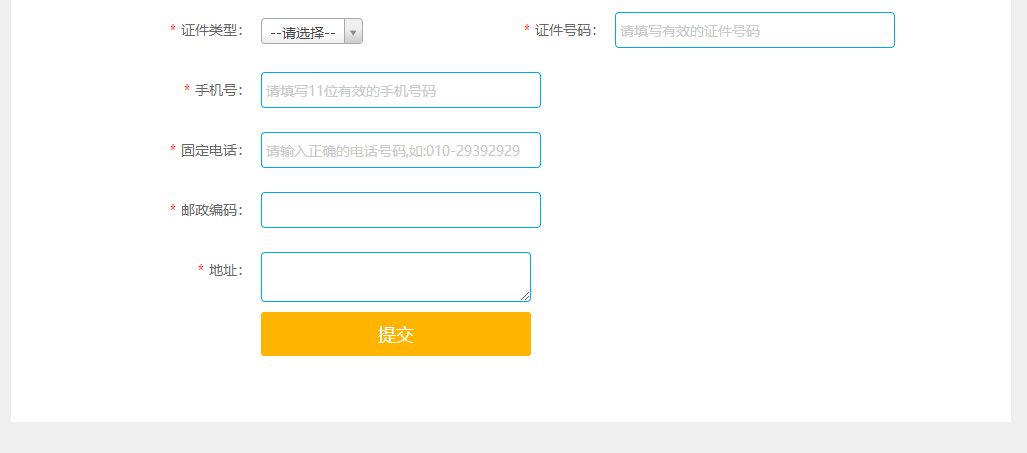 * 证件类型: --请选择-- * 证件号码: 请填写有效的证件号码
* 手机号: 请填写11位有效的手机号码
* 固定电话: 请输入正确的电话号码,如:010-29392929
* 邮政编码:
* 地址:
提交